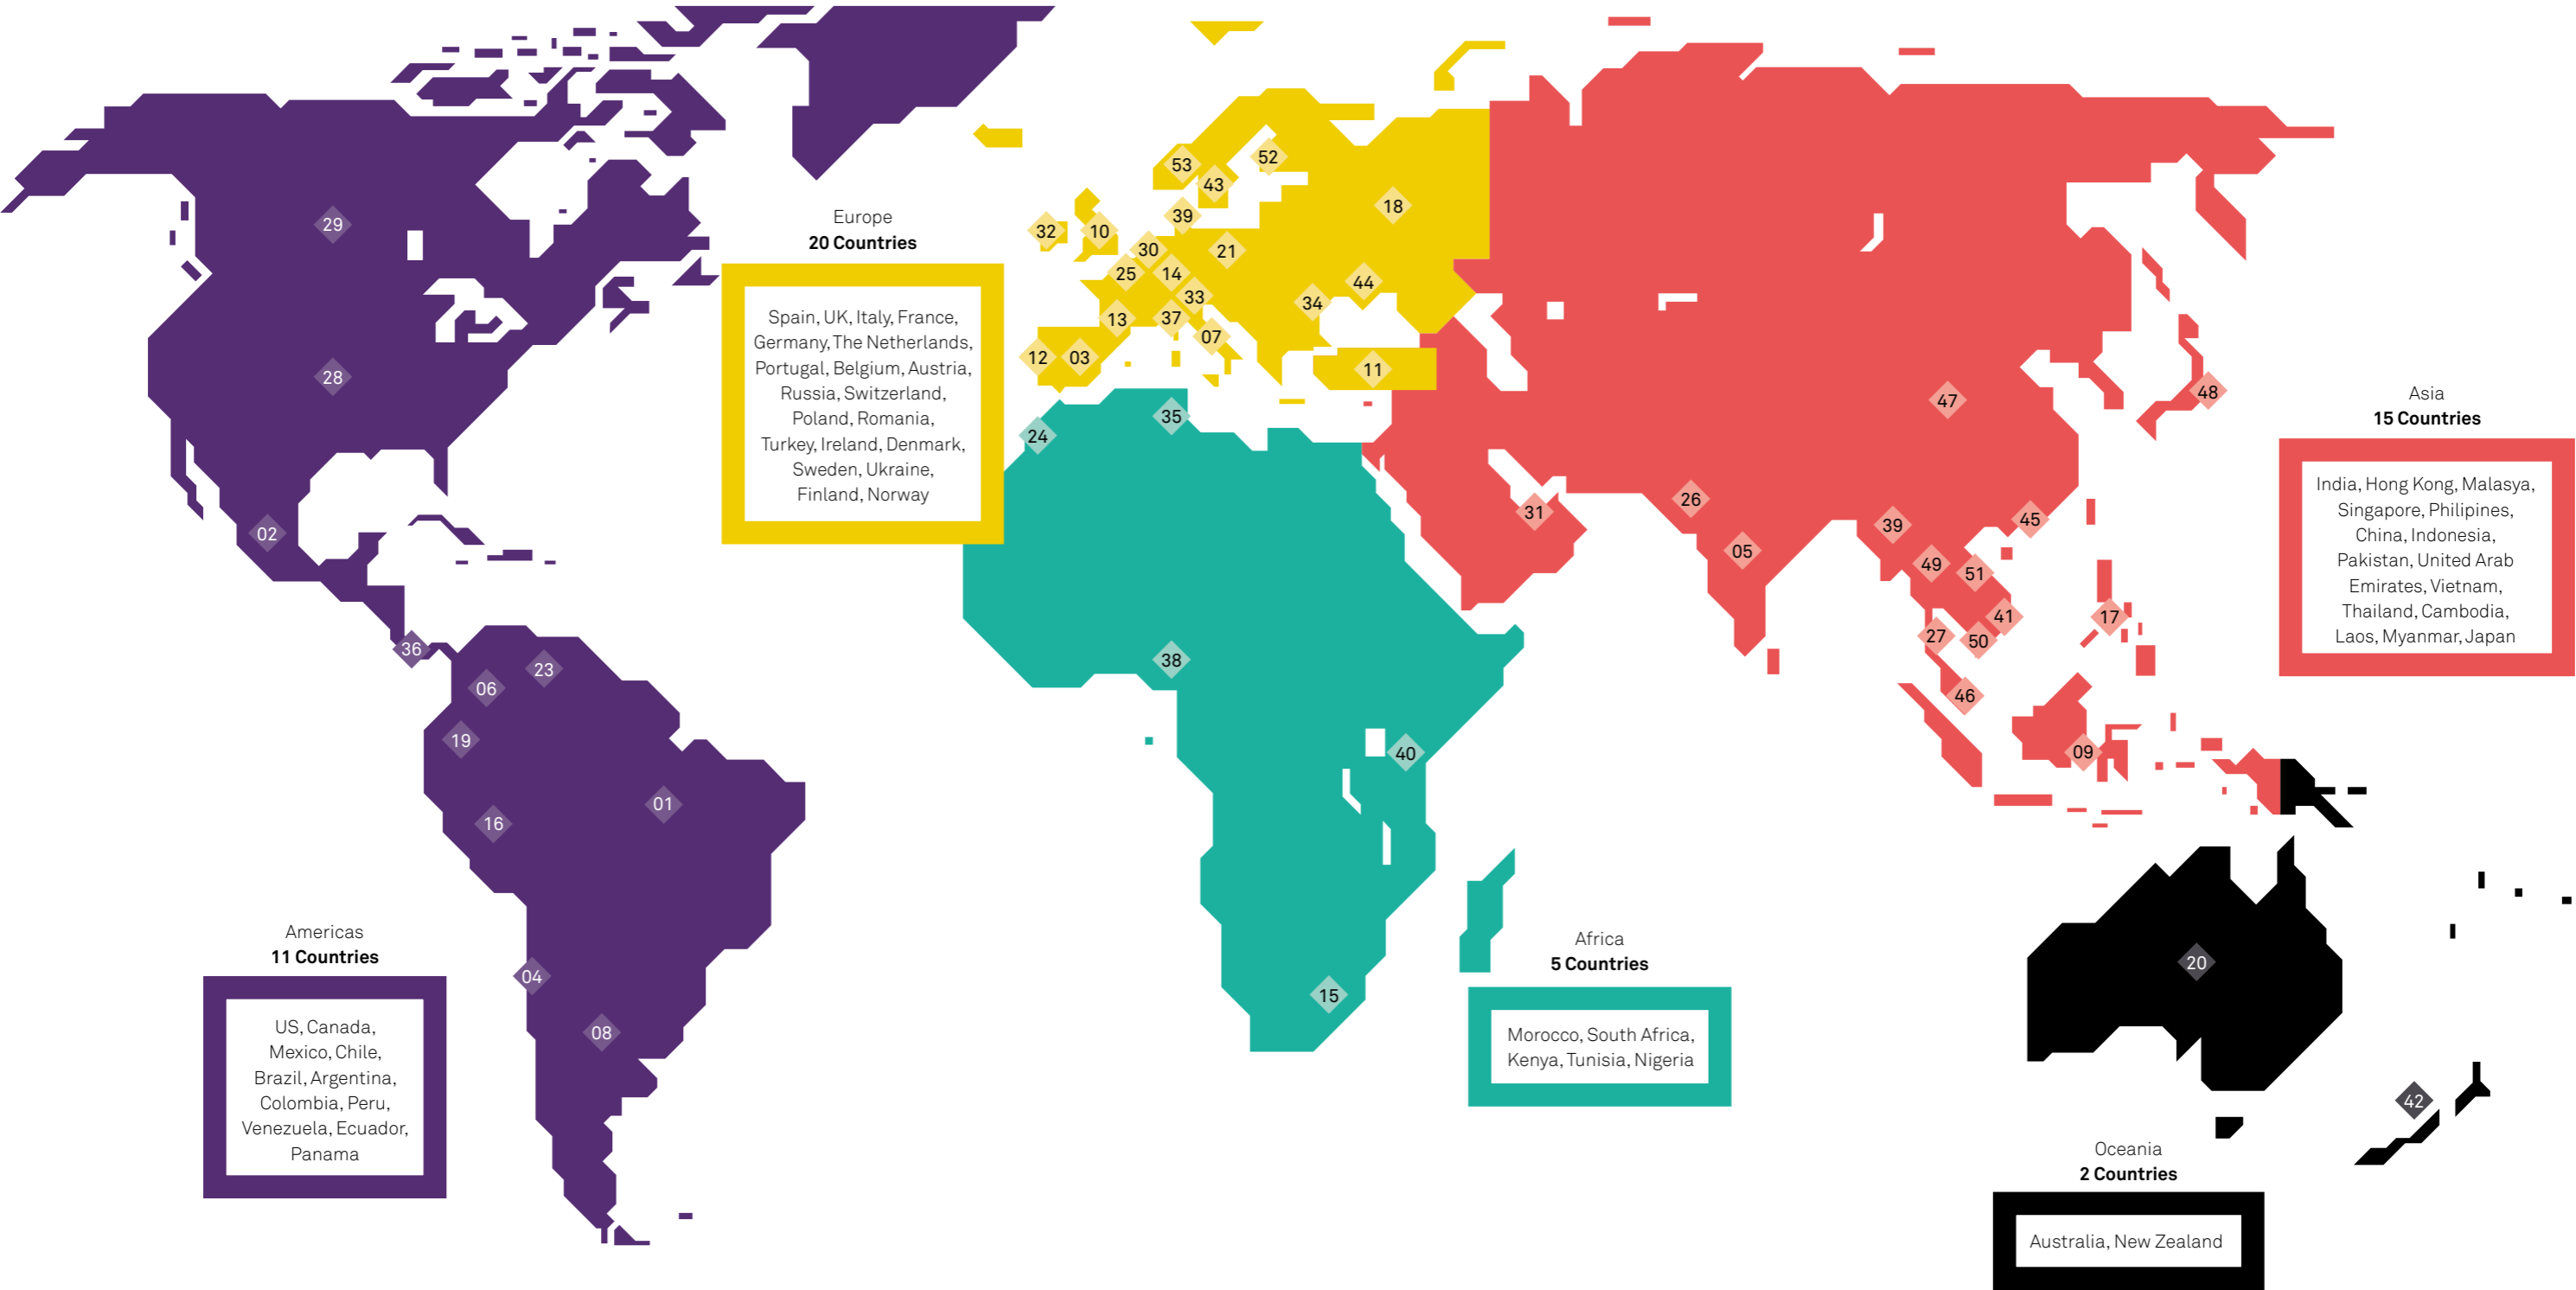 53
52
43
18
39
29
32
10
30
21
25
14
44
33
34
13
37
07
12
03
11
28
35
24
02
47
48
26
31
45
39
05
49
51
41
17
27
50
46
09
36
23
06
19
01
16
04
08
38
40
15
20
42
Europe
20 Countries
Spain, UK, Italy, France,
Germany, The Netherlands,
Portugal, Belgium, Austria,
Russia, Switzerland,
Poland, Romania,
Turkey, Ireland, Denmark,
Sweden, Ukraine,
Finland, Norway
Asia
15 Countries
India, Hong Kong, Malasya,
Singapore, Philipines,
China, Indonesia,
Pakistan, United Arab
Emirates, Vietnam,
Thailand, Cambodia,
Laos, Myanmar, Japan
Americas
11 Countries
US, Canada,
Mexico, Chile,
Brazil, Argentina,
Colombia, Peru,
Venezuela, Ecuador,
Panama
Africa
5 Countries
Morocco, South Africa,
Kenya, Tunisia, Nigeria
Oceania
2 Countries
Australia, New Zealand